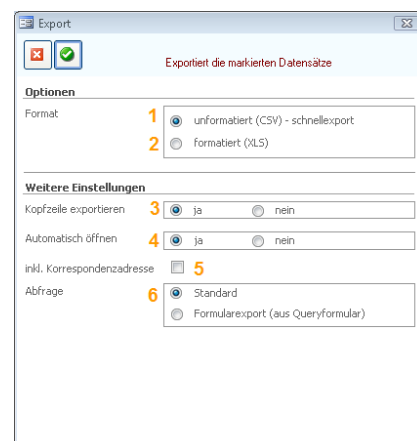 Export
Exportiert die markierten Datensätze
Optionen
Format
1 unformatiert (CSV) - schnellexport
2 formatiert (XLS)
Weitere Einstellungen
Kopfzeile exportieren 3 ja nein
Automatisch öffnen 4 ja nein
inkl. Korrespondenzadresse 5
Abfrage 6 Standard
Formularexport (aus Queryformular)